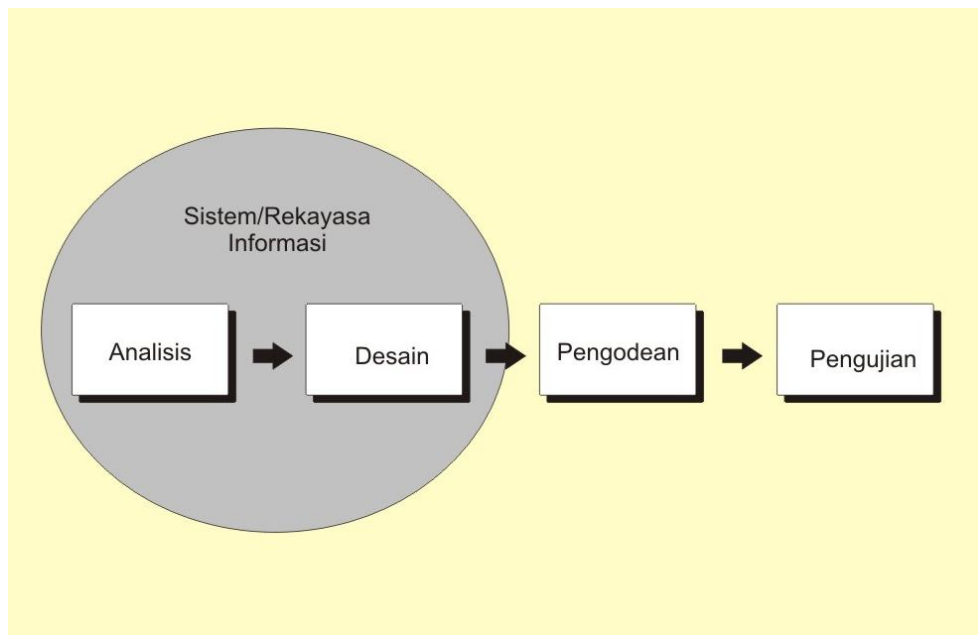 Sistem/Rekayasa
Informasi
Analisis
Desain
Pengodean
Pengujian